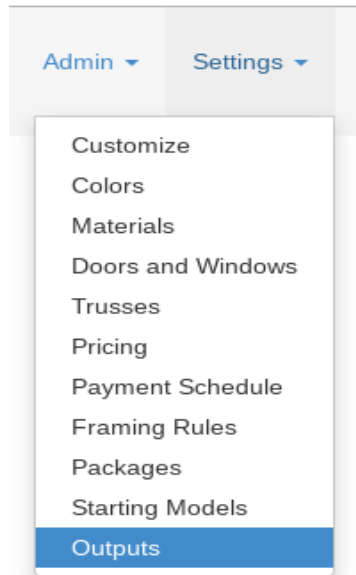 Admin Settings
Customize
Colors
Materials
Doors and Windows
Trusses
Pricing
Payment Schedule
Framing Rules
Packages
Starting Models
Outputs